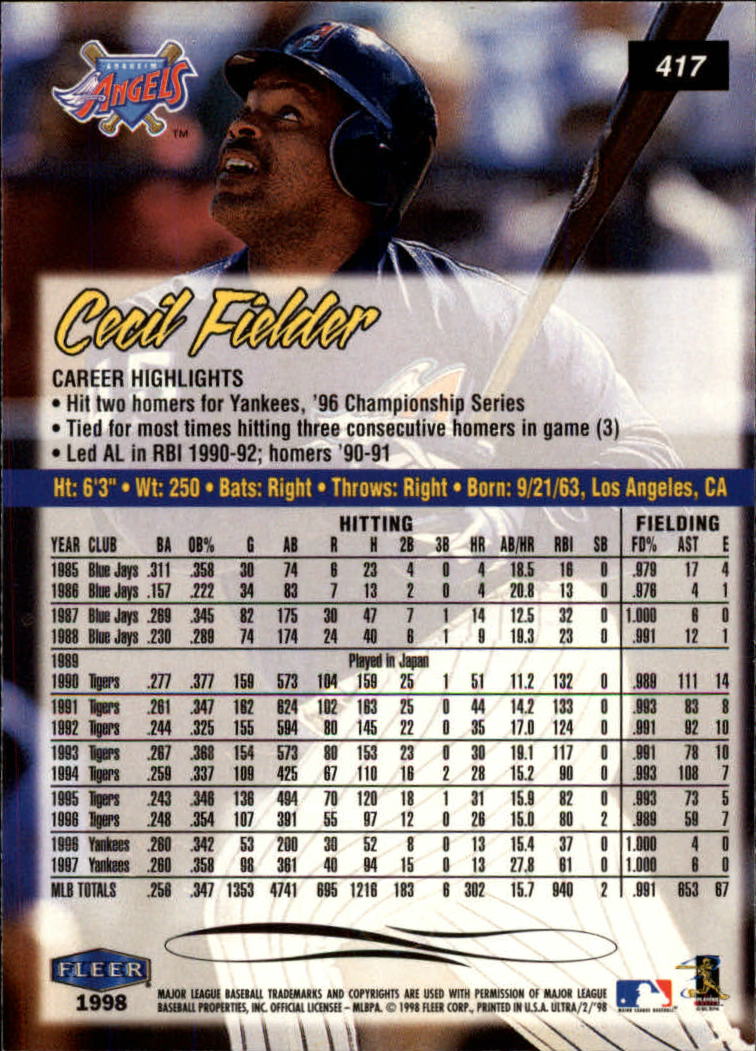 417
ANAHEIM
ANGELS
TM
Cecil Fielder
CAREER HIGHLIGHTS
• Hit two homers for Yankees, '96 Championship Series
• Tied for most times hitting three consecutive homers in game (3)
• Led AL in RBI 1990-92; homers '90-91
Ht: 6'3" • Wt: 250 • Bats: Right • Throws: Right • Born: 9/21/63, Los Angeles, CA
HITTING FIELDING
YEAR CLUB BA OB% G AB R H 2B 3B HR AB/HR RBI SB FD% AST E
1985 Blue Jays .311 .358 30 74 6 23 4 0 4 18.5 16 0 .979 17 4
1986 Blue Jays .157 .222 34 83 7 13 2 0 4 20.8 13 0 .976 4 1
1987 Blue Jays .269 .345 82 175 30 47 7 1 14 12.5 32 0 1.000 6 0
1988 Blue Jays .230 .289 74 174 24 40 6 1 9 19.3 23 0 .991 12 1
1989 Played in Japan
1990 Tigers .277 .377 159 573 104 159 25 1 51 11.2 132 0 .989 111 14
1991 Tigers .261 .347 162 624 102 163 25 0 44 14.2 133 0 .993 83 8
1992 Tigers .244 .325 155 594 80 145 22 0 35 17.0 124 0 .991 92 10
1993 Tigers .267 .368 154 573 80 153 23 0 30 19.1 117 0 .991 78 10
1994 Tigers .259 .337 109 425 67 110 16 2 28 15.2 90 0 .993 108 7
1995 Tigers .243 .346 136 494 70 120 18 1 31 15.9 82 0 .993 73 5
1996 Tigers .248 .354 107 391 55 97 12 0 26 15.0 80 2 .989 59 7
1996 Yankees .260 .342 53 200 30 52 8 0 13 15.4 37 0 1.000 4 0
1997 Yankees .260 .358 98 361 40 94 15 0 13 27.8 61 0 1.000 6 0
MLB TOTALS .256 .347 1353 4741 695 1216 183 6 302 15.7 940 2 .991 653 67
FLEER
1998
MAJOR LEAGUE BASEBALL TRADEMARKS AND COPYRIGHTS ARE USED WITH PERMISSION OF MAJOR LEAGUE
BASEBALL PROPERTIES, INC. OFFICIAL LICENSEE - MLBPA. © 1998 FLEER CORP., PRINTED IN U.S.A. ULTRA/2/'98
MAJOR LEAGUE BASEBALL